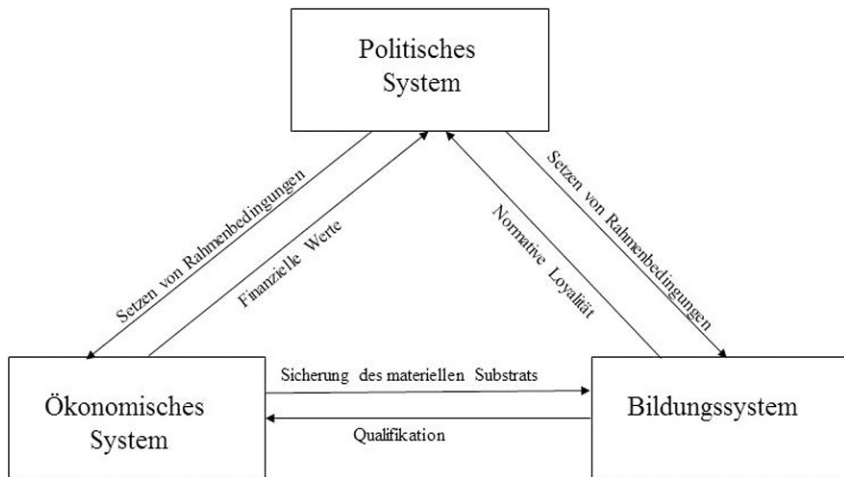 Politisches
System
Setzen von Rahmenbedingungen
Finanzielle Werte
Normative Loyalität
Setzen von Rahmenbedingungen
Ökonomisches
System
Sicherung des materiellen Substrats
Qualifikation
Bildungssystem